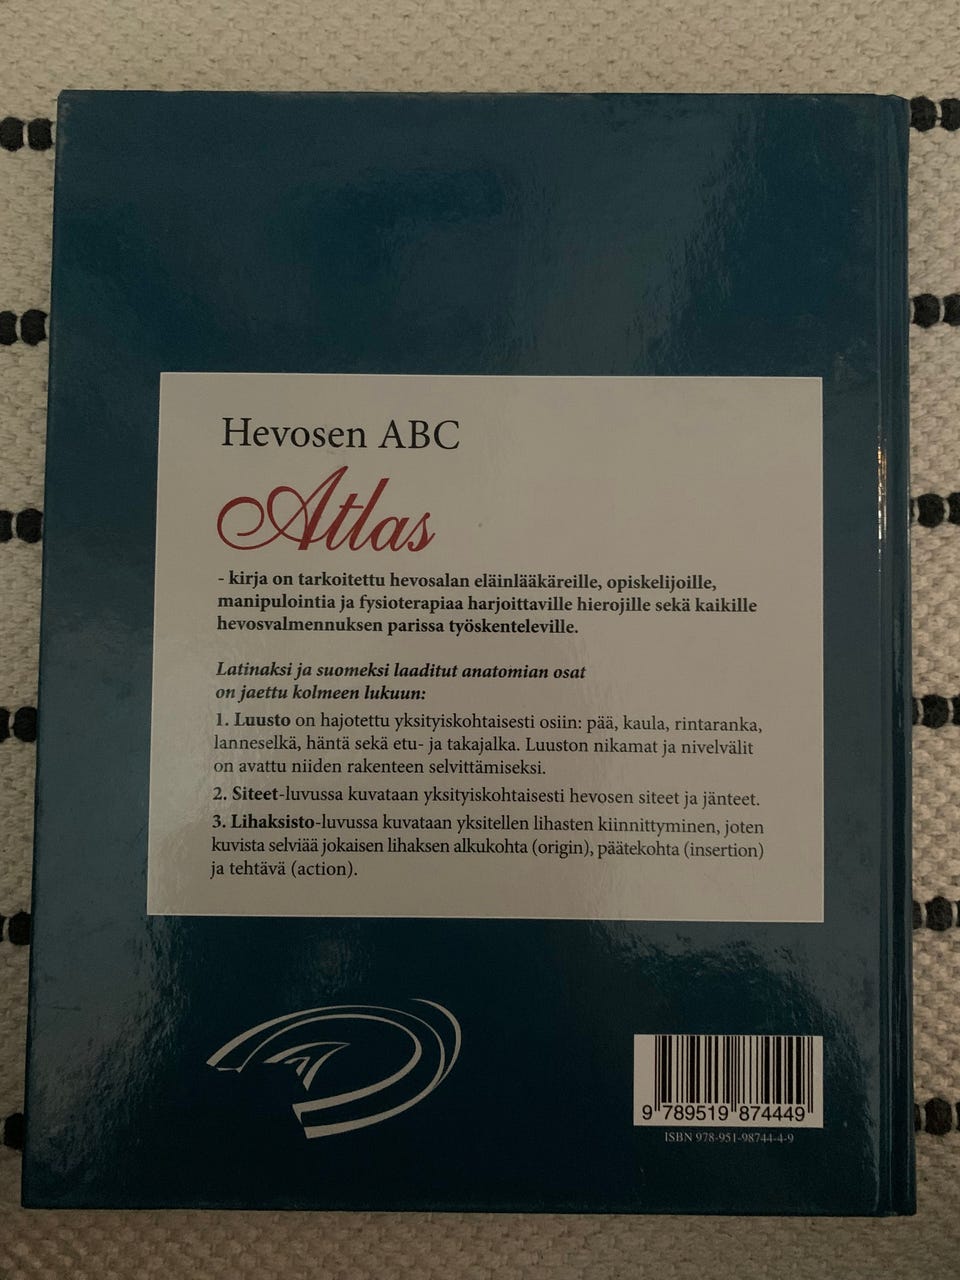 Hevosen ABC
Atlas
- kirja on tarkoitettu hevosalan eläinlääkäreille, opiskelijoille,
manipulointia ja fysioterapiaa harjoittaville hierojille sekä kaikille
hevosvalmennuksen parissa työskenteleville.
Latinaksi ja suomeksi laaditut anatomian osat
on jaettu kolmeen lukuun:
1. Luusto on hajotettu yksityiskohtaisesti osiin: pää, kaula, rintaranka,
lanneselkä, häntä sekä etu- ja takajalka. Luuston nikamat ja nivelvälit
on avattu niiden rakenteen selvittämiseksi.
2. Siteet-luvussa kuvataan yksityiskohtaisesti hevosen siteet ja jänteet.
3. Lihaksisto-luvussa kuvataan yksitellen lihasten kiinnittyminen, joten
kuvista selviää jokaisen lihaksen alkukohta (origin), päätekohta (insertion)
ja tehtävä (action).
9 789519 874449
ISBN 978-951-98744-4-9